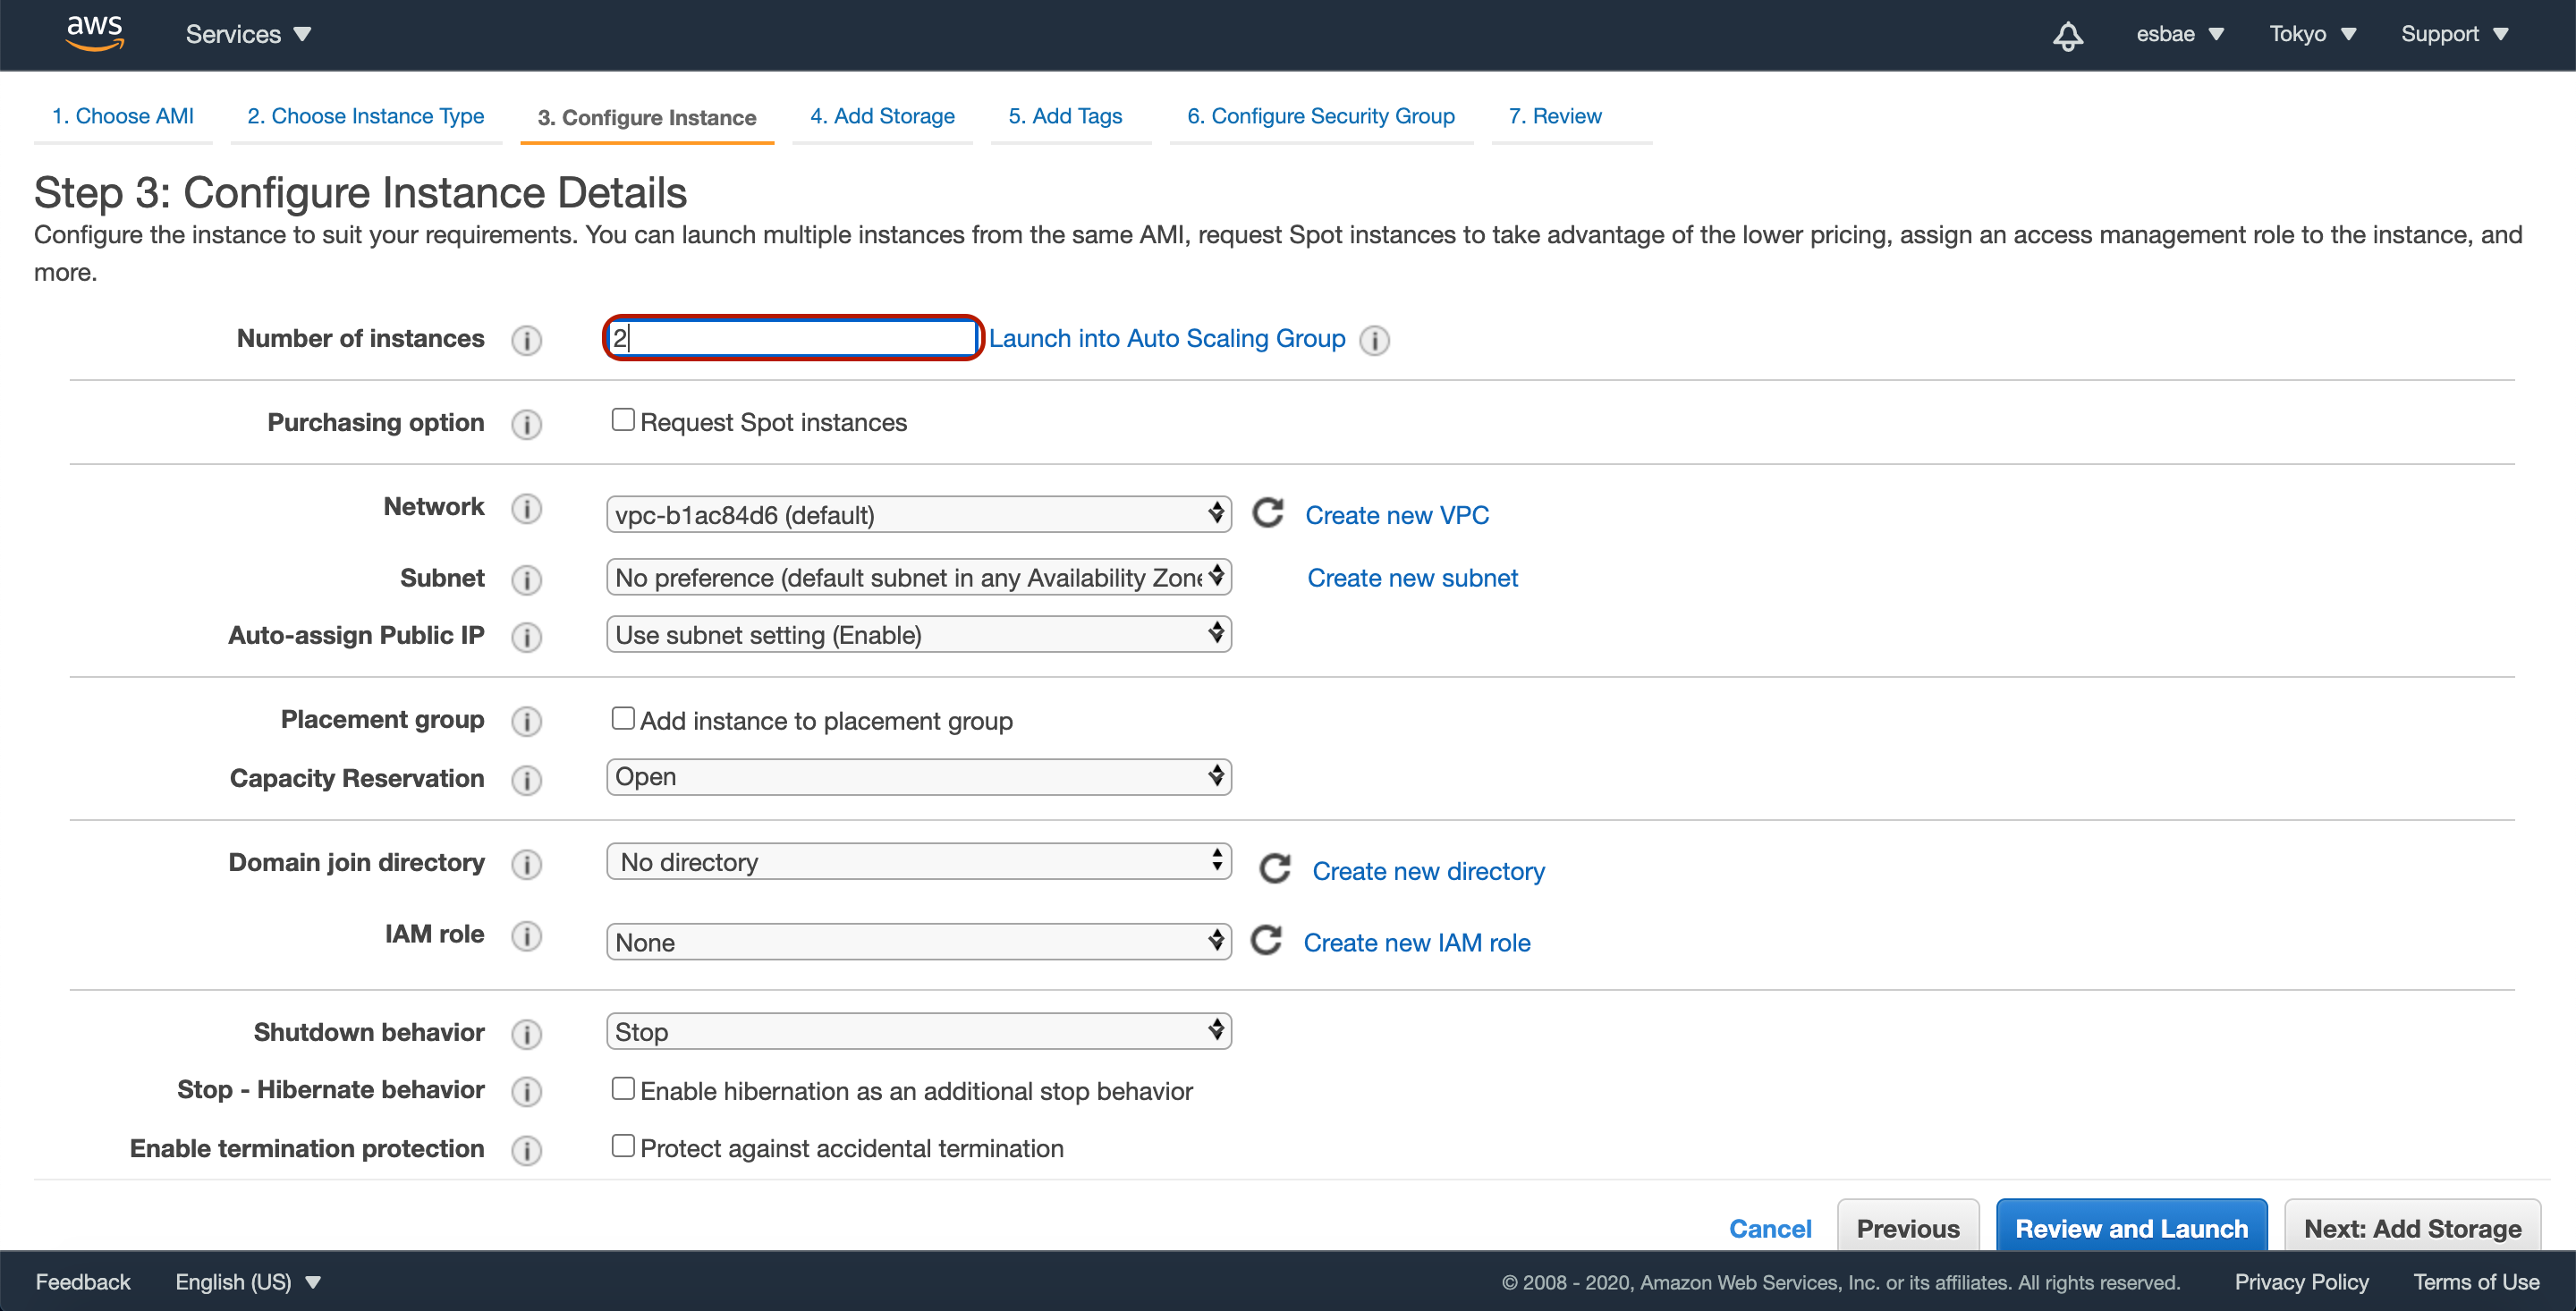 aws Services esbae Tokyo Support
1. Choose AMI 2. Choose Instance Type 3. Configure Instance 4. Add Storage 5. Add Tags 6. Configure Security Group 7. Review
Step 3: Configure Instance Details
Configure the instance to suit your requirements. You can launch multiple instances from the same AMI, request Spot instances to take advantage of the lower pricing, assign an access management role to the instance, and
more.
Number of instances i 2 Launch into Auto Scaling Group i
Purchasing option i Request Spot instances
Network i vpc-b1ac84d6 (default) Create new VPC
Subnet i No preference (default subnet in any Availability Zone Create new subnet
Auto-assign Public IP i Use subnet setting (Enable)
Placement group i Add instance to placement group
Capacity Reservation i Open
Domain join directory i No directory Create new directory
IAM role i None Create new IAM role
Shutdown behavior i Stop
Stop - Hibernate behavior i Enable hibernation as an additional stop behavior
Enable termination protection i Protect against accidental termination
Cancel Previous Review and Launch Next: Add Storage
Feedback English (US) © 2008 - 2020, Amazon Web Services, Inc. or its affiliates. All rights reserved. Privacy Policy Terms of Use